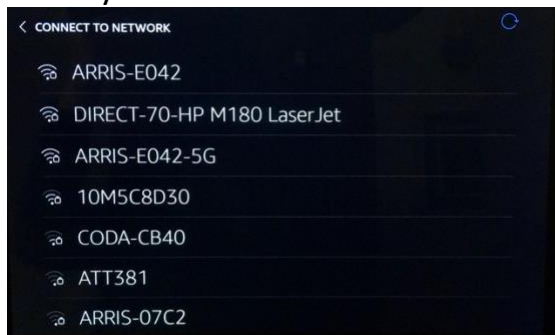 < CONNECT TO NETWORK
ARRIS-E042
DIRECT-70-HP M180 LaserJet
ARRIS-E042-5G
10M5C8D30
CODA-CB40
ATT381
ARRIS-07C2